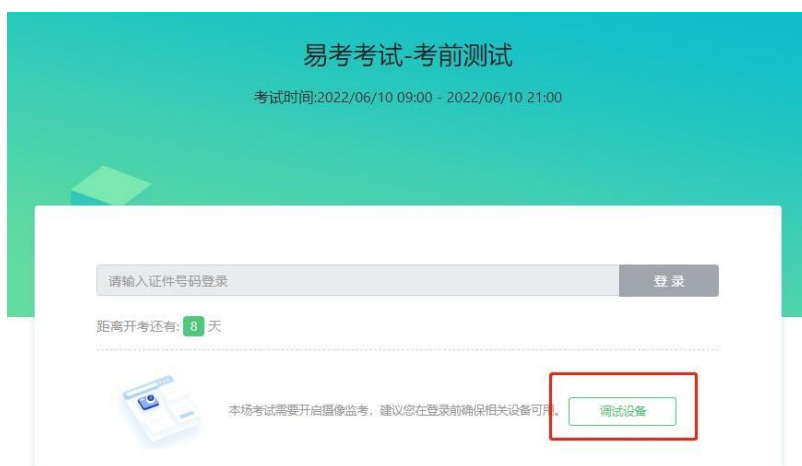 易考考试-考前测试
考试时间:2022/06/10 09:00 - 2022/06/10 21:00
请输入证件号码登录
登 录
距离开考还有: 8 天
本场考试需要开启摄像监考，建议您在登录前确保相关设备可用。
调试设备